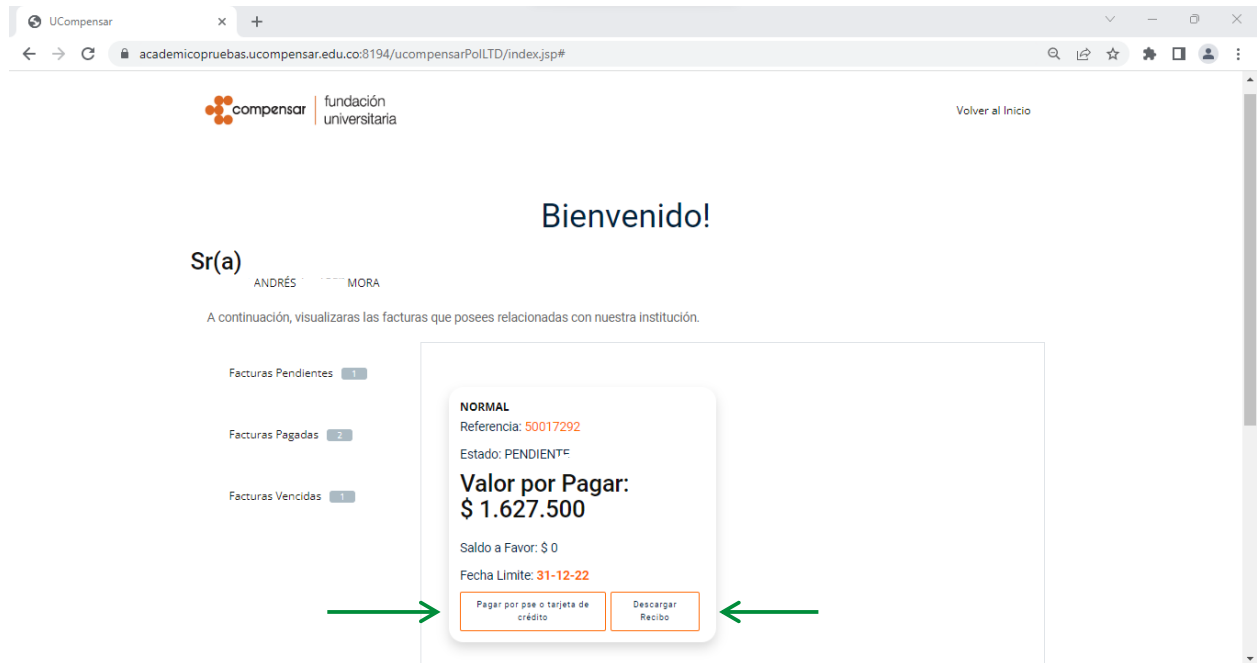 UCompensar
academicopruebas.ucompensar.edu.co:8194/ucompensarPolLTD/index.jsp#
compensar
fundación
universitaria
Volver al Inicio
Bienvenido!
Sr(a)
ANDRÉS MORA
A continuación, visualizaras las facturas que posees relacionadas con nuestra institución.
Facturas Pendientes 1
Facturas Pagadas 2
Facturas Vencidas 1
NORMAL
Referencia: 50017292
Estado: PENDIENTE
Valor por Pagar:
$ 1.627.500
Saldo a Favor: $ 0
Fecha Limite: 31-12-22
Pagar por pse o tarjeta de
crédito
Descargar
Recibo